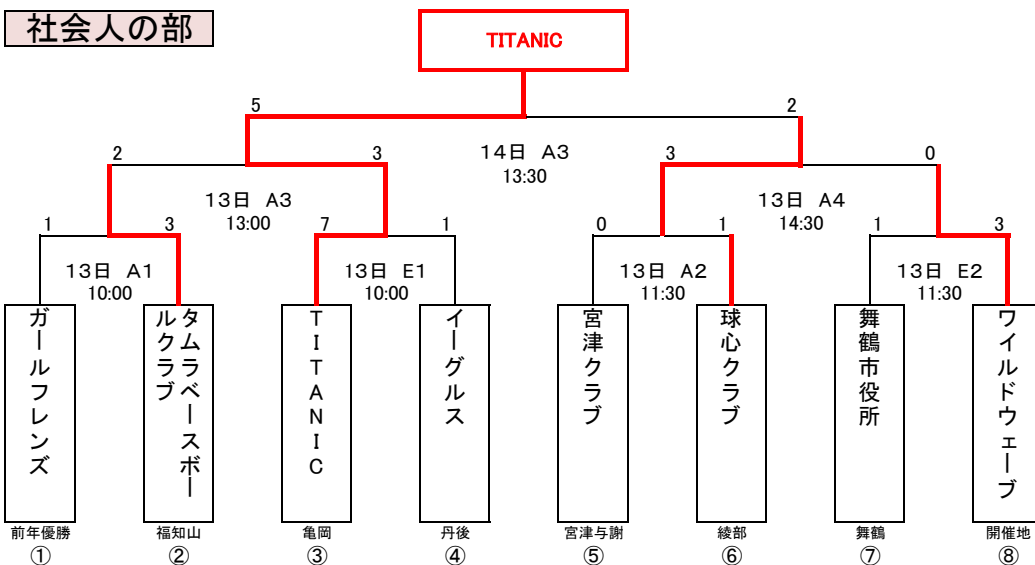 社会人の部
TITANIC
5
2
14日 A3
13:30
2
3
3
0
13日 A3
13:00
13日 A4
14:30
1
3
7
1
0
1
1
3
13日 A1
10:00
13日 E1
10:00
13日 A2
11:30
13日 E2
11:30
ガールフレンズ
タムラベースボー
ルクラブ
TITANIC
イーグルス
宮津クラブ
球心クラブ
舞鶴市役所
ワイルドウェーブ
前年優勝
福知山
亀岡
丹後
宮津与謝
綾部
舞鶴
開催地
①
②
③
④
⑤
⑥
⑦
⑧